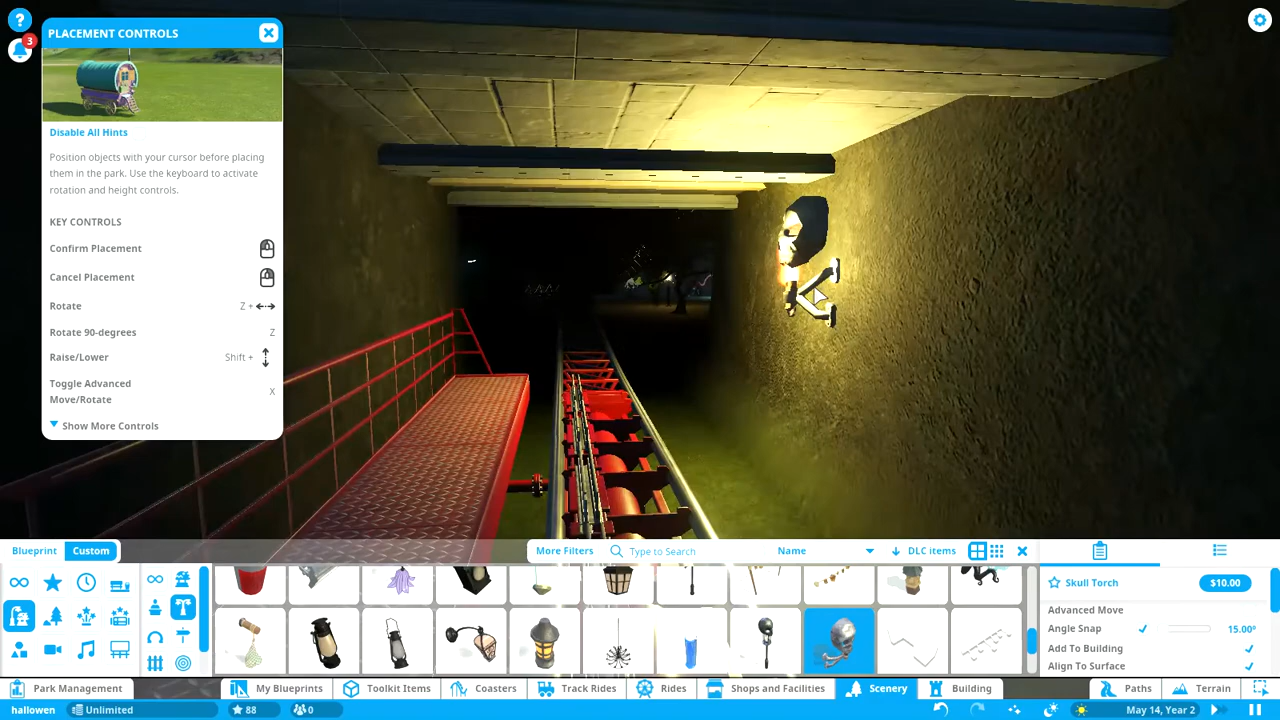 3
PLACEMENT CONTROLS
Disable All Hints
Position objects with your cursor before placing
them in the park. Use the keyboard to activate
rotation and height controls.
KEY CONTROLS
Confirm Placement
Cancel Placement
Rotate Z +
Rotate 90-degrees Z
Raise/Lower Shift +
Toggle Advanced
Move/Rotate X
Show More Controls
Blueprint Custom
More Filters Type to Search Name DLC items
Skull Torch $10.00
Advanced Move
Angle Snap 15.00°
Add To Building
Align To Surface
Park Management My Blueprints Toolkit Items Coasters Track Rides Rides Shops and Facilities Scenery Building Paths Terrain
hallowen Unlimited 88 0 May 14, Year 2